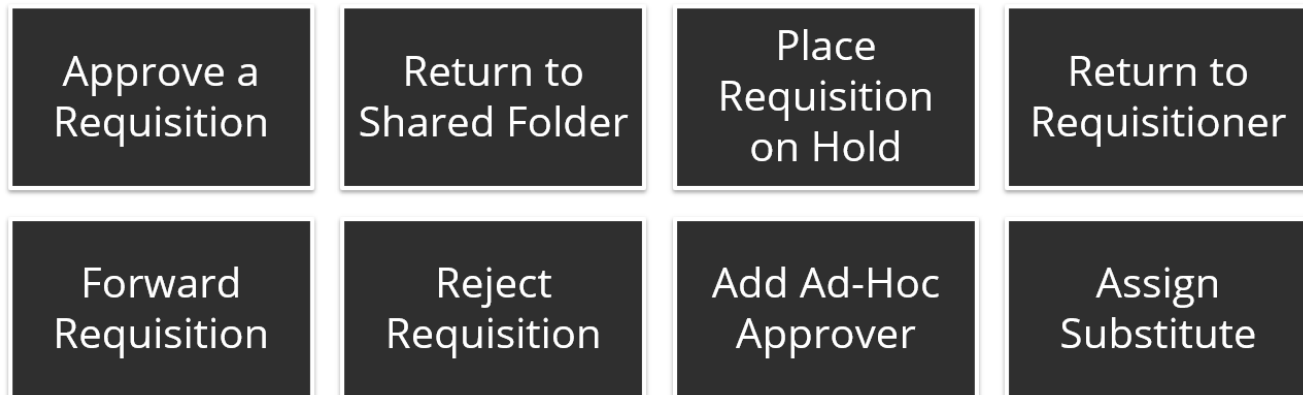 Approve a
Requisition
Return to
Shared Folder
Place
Requisition
on Hold
Return to
Requisitioner
Forward
Requisition
Reject
Requisition
Add Ad-Hoc
Approver
Assign
Substitute